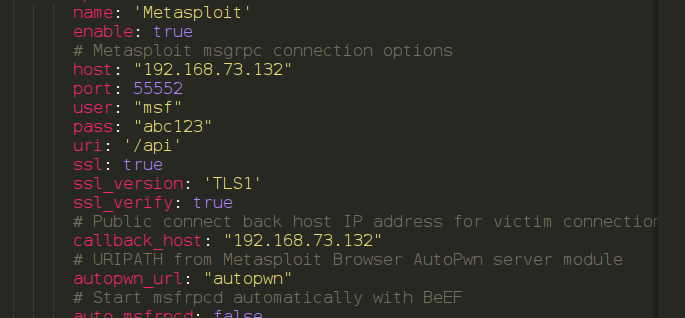 name: 'Metasploit'
enable: true
# Metasploit msgrpc connection options
host: "192.168.73.132"
port: 55552
user: "msf"
pass: "abc123"
uri: '/api'
ssl: true
ssl_version: 'TLS1'
ssl_verify: true
# Public connect back host IP address for victim connection
callback_host: "192.168.73.132"
# URIPATH from Metasploit Browser AutoPwn server module
autopwn_url: "autopwn"
# Start msfrpcd automatically with BeEF
auto_msfrpcd: false